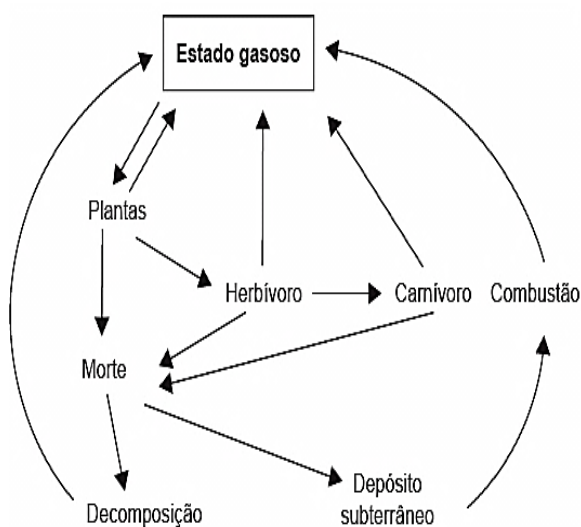 Estado gasoso
Plantas
Herbívoro
Carnívoro
Combustão
Morte
Decomposição
Depósito
subterrâneo